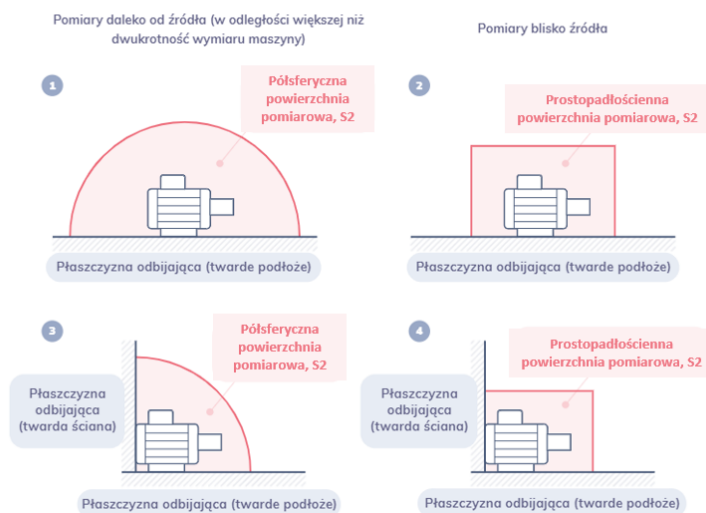 Pomiary daleko od źródła (w odległości większej niż
dwukrotność wymiaru maszyny)
Pomiary blisko źródła
1
Półsferyczna
powierzchnia
pomiarowa, S2
2
Prostopadłościenna
powierzchnia pomiarowa, S2
Płaszczyzna odbijająca (twarde podłoże)
Płaszczyzna odbijająca (twarde podłoże)
3
Półsferyczna
powierzchnia
pomiarowa, S2
Płaszczyzna
odbijająca
(twarda ściana)
Płaszczyzna odbijająca (twarde podłoże)
4
Prostopadłościenna
powierzchnia pomiarowa, S2
Płaszczyzna
odbijająca
(twarda ściana)
Płaszczyzna odbijająca (twarde podłoże)